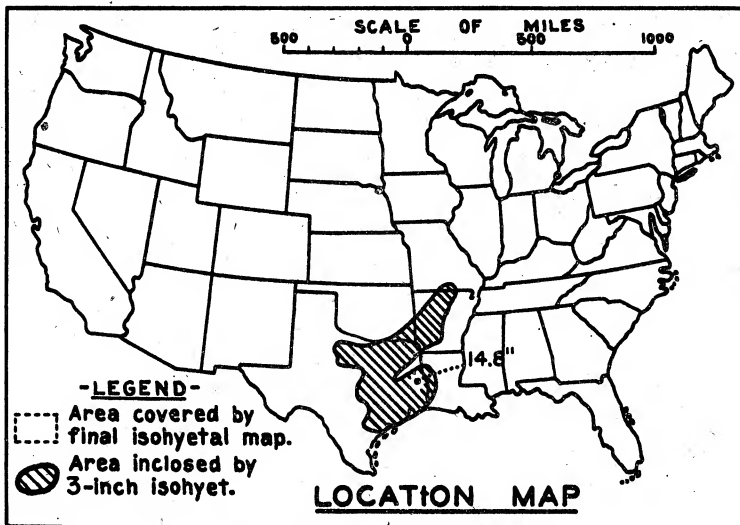 SCALE OF MILES
500 0 500 1000
14.8"
-LEGEND-
Area covered by
final isohyetal map.
Area inclosed by
3-inch isohyet.
LOCATION MAP